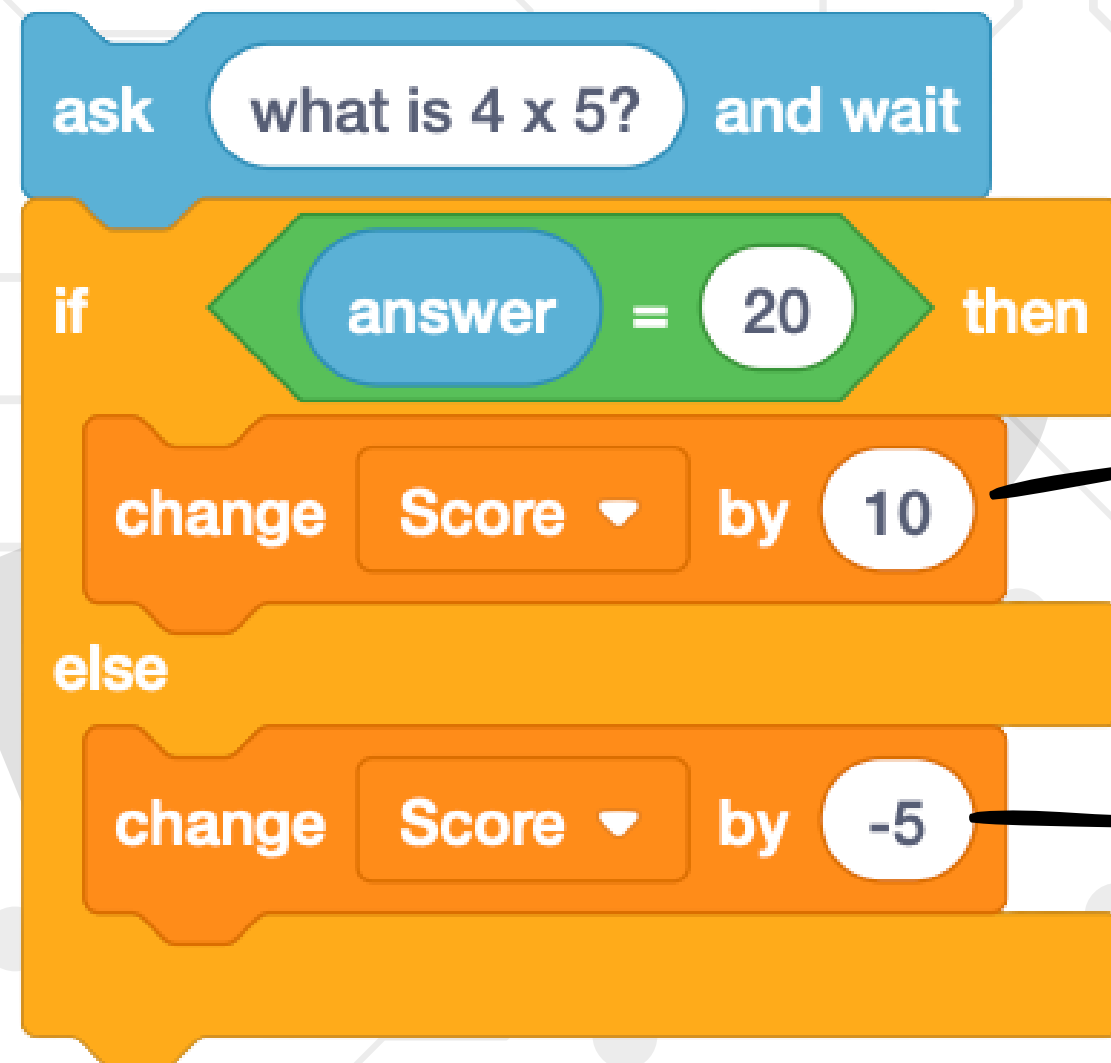 ask what is 4 x 5? and wait
if answer = 20 then
change Score by 10
else
change Score by -5